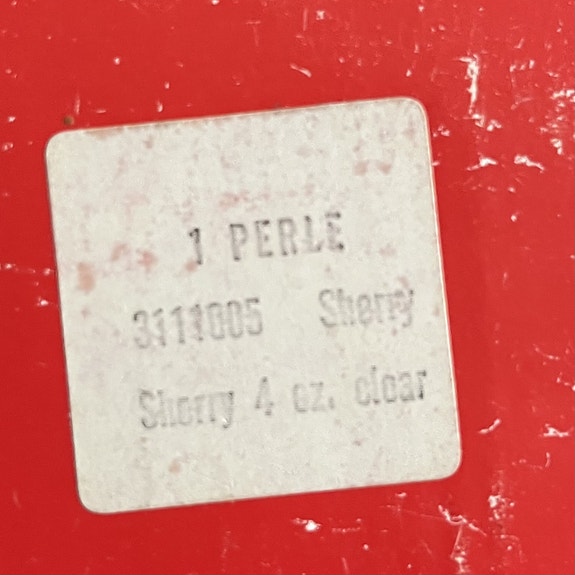 1 PERLE
3111005 Sherry
Sherry 4 oz. clear